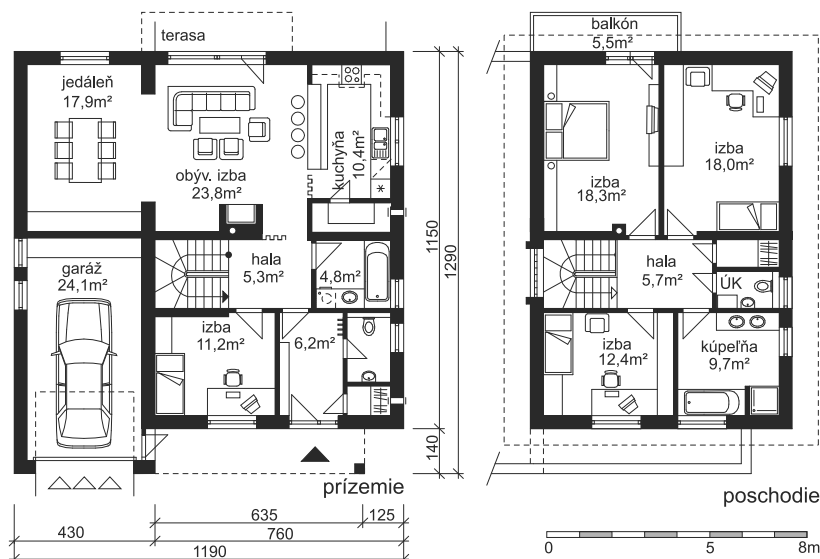 terasa
jedáleň
17,9m²
obýv. izba
23,8m²
kuchyňa
10,4m²
*
garáž
24,1m²
hala
5,3m²
4,8m²
izba
11,2m²
6,2m²
prízemie
1150
1290
140
430
635
125
760
1190
balkón
5,5m²
izba
18,3m²
izba
18,0m²
hala
5,7m²
ÚK
izba
12,4m²
kúpeľňa
9,7m²
poschodie
0
5
8m